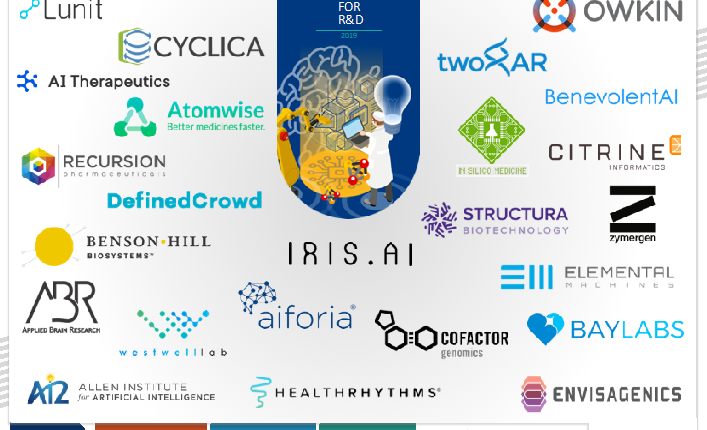 Lunit
FOR
R&D
2019
OWKIN
CYCLICA
twoXAR
AI Therapeutics
BenevolentAI
Atomwise
Better medicines faster.
IN SILICO MEDICINE
CITRINE
INFORMATICS
RECURSION
pharmaceuticals
DefinedCrowd
STRUCTURA
BIOTECHNOLOGY
zymergen
BENSON·HILL
BIOSYSTEMS
IRIS.AI
ELEMENTAL
MACHINES
ABR
APPLIED BRAIN RESEARCH
aiforia®
westwelllab
COFACTOR
genomics
BAYLABS
AI2
ALLEN INSTITUTE
for ARTIFICIAL INTELLIGENCE
HEALTHRHYTHMS®
ENVISAGENICS